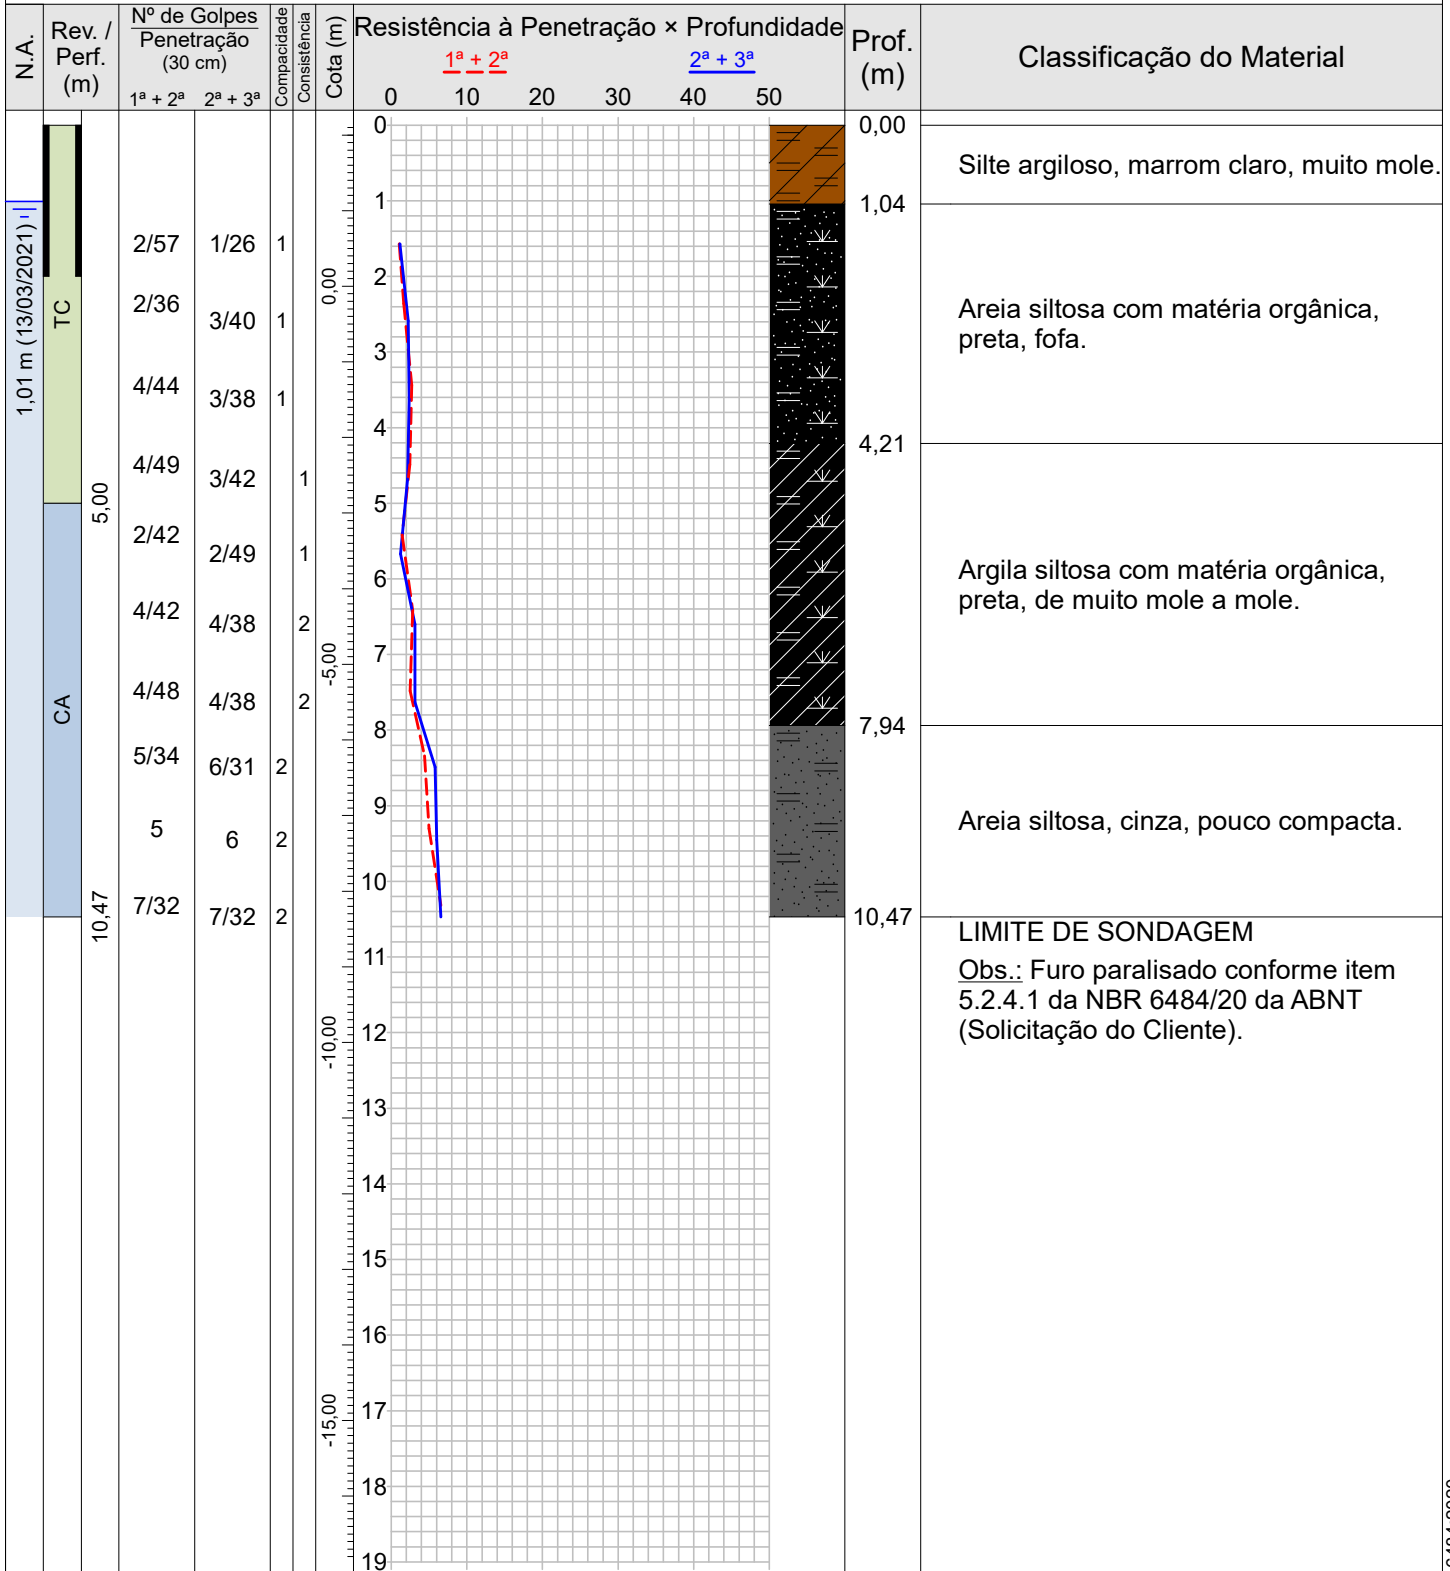 N.A.
Rev. /
Perf.
(m)
Nº de Golpes
Penetração
(30 cm)
1ª + 2ª 2ª + 3ª
Compacidade
Consistência
Cota (m)
Resistência à Penetração × Profundidade
1ª + 2ª 2ª + 3ª
0 10 20 30 40 50
Prof.
(m)
Classificação do Material
1,01 m (13/03/2021)
TC
5,00
CA
10,47
2/57 1/26 1
2/36 3/40 1
4/44 3/38 1
4/49 3/42 1
2/42 2/49 1
4/42 4/38 2
4/48 4/38 2
5/34 6/31 2
5 6 2
7/32 7/32 2
0,00
-5,00
-10,00
-15,00
0
1
2
3
4
5
6
7
8
9
10
11
12
13
14
15
16
17
18
19
0,00
Silte argiloso, marrom claro, muito mole.
1,04
Areia siltosa com matéria orgânica,
preta, fofa.
4,21
Argila siltosa com matéria orgânica,
preta, de muito mole a mole.
7,94
Areia siltosa, cinza, pouco compacta.
10,47
LIMITE DE SONDAGEM
Obs.: Furo paralisado conforme item
5.2.4.1 da NBR 6484/20 da ABNT
(Solicitação do Cliente).